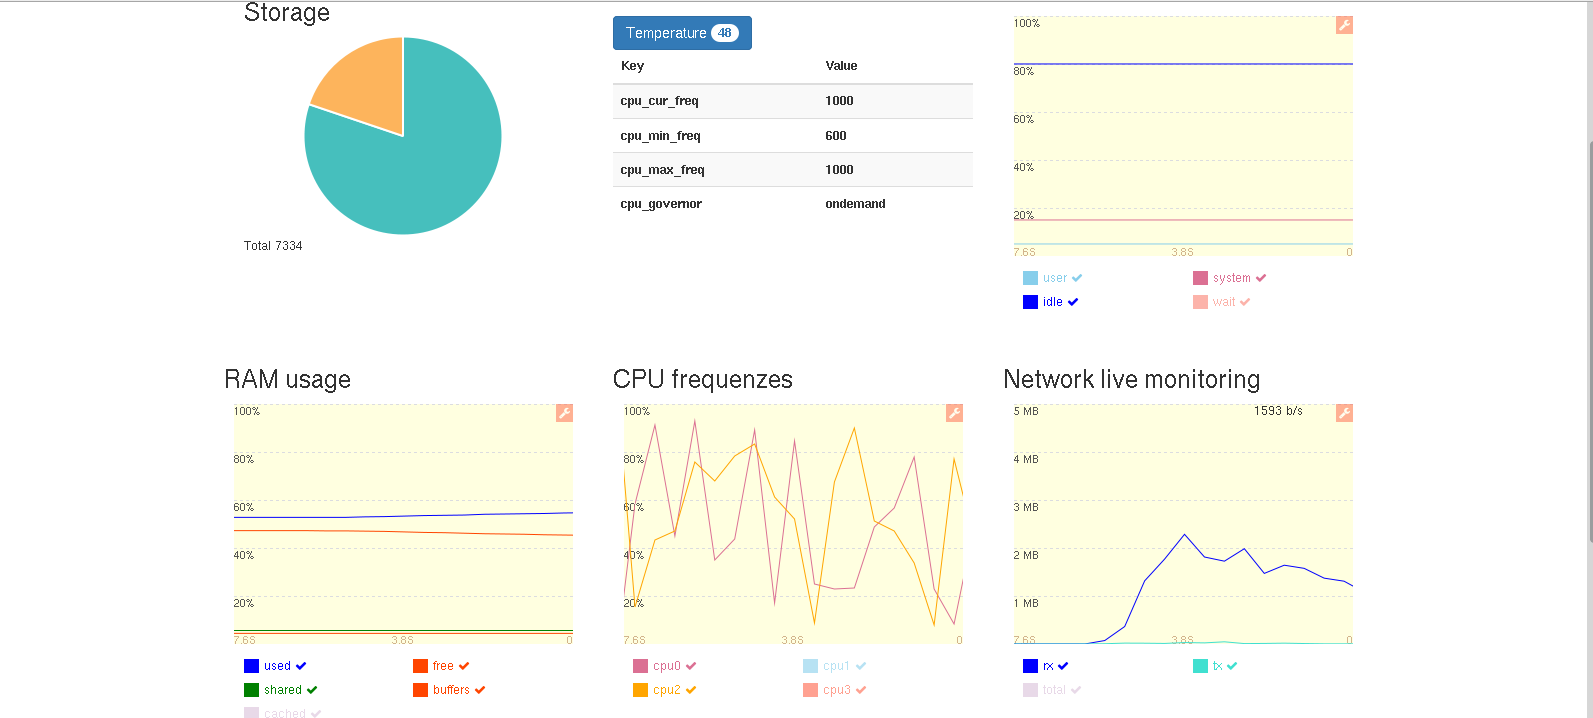 Storage
Total 7334
Temperature 48
Key Value
cpu_cur_freq 1000
cpu_min_freq 600
cpu_max_freq 1000
cpu_governor ondemand
100%
80%
60%
40%
20%
7.6S 3.8S 0
user system
idle wait
RAM usage
100%
80%
60%
40%
20%
7.6S 3.8S 0
used free
shared buffers
cached
CPU frequenzes
100%
80%
60%
40%
20%
7.6S 3.8S 0
cpu0 cpu1
cpu2 cpu3
Network live monitoring
5 MB 1593 b/s
4 MB
3 MB
2 MB
1 MB
7.6S 3.8S 0
rx tx
total